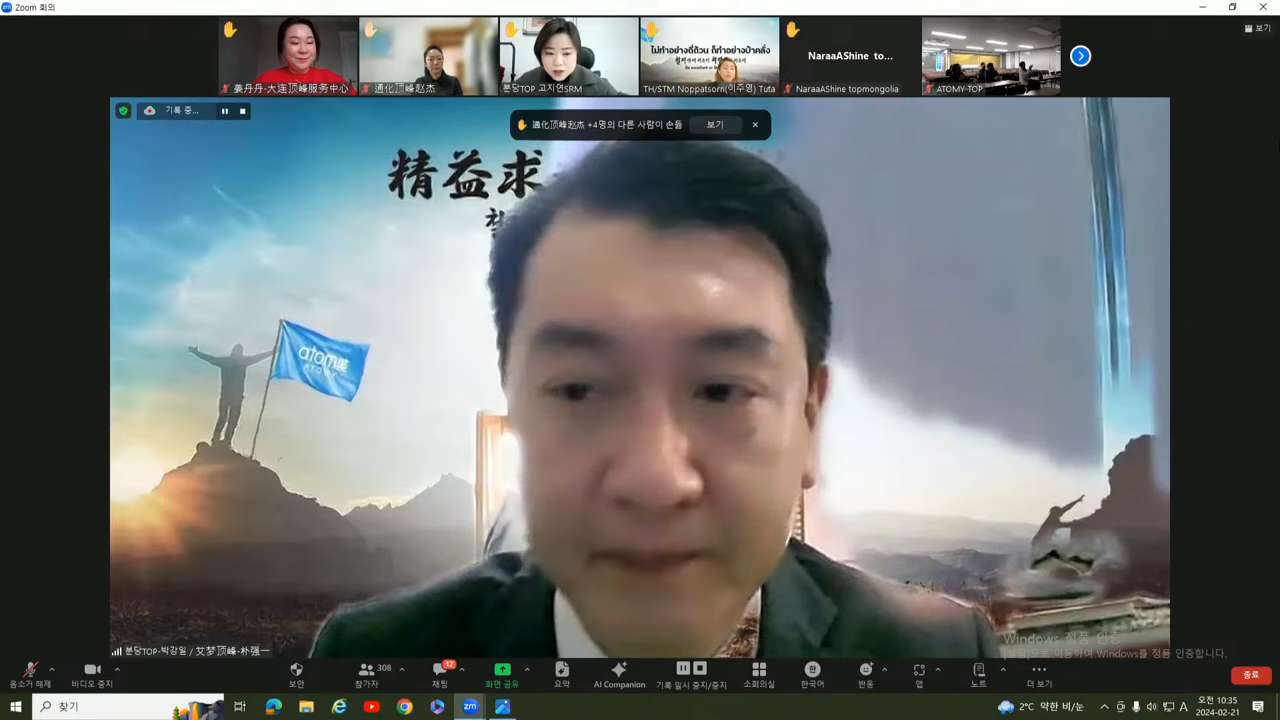 Zoom 회의
보기
姜丹丹-大连顶峰服务中心
通化顶峰赵杰
분당TOP 고지연SRM
ไม่ทำอย่างถี่ถ้วน ก็ทำอย่างบ้าคลั่ง
TH/STM Noppatsorn(이주영) Tuta
NaraaAShine to...
NaraaAShine topmongolia
ATOMY TOP
기록 중...
通化顶峰赵杰 +4명의 다른 사람이 손듦
보기
精益求
atomy
분당TOP-박강일 / 艾梦顶峰-朴强一
Windows 정품 인증
[설정]으로 이동하여 Windows를 정품 인증합니다.
음소거 해제
비디오 중지
보안
308
참가자
12
채팅
화면 공유
요약
AI Companion
기록 일시 중지/중지
소회의실
한국어
반응
앱
노트
더 보기
종료
찾기
zm
2°C 약한 비/눈
A
오전 10:35
2024-02-21